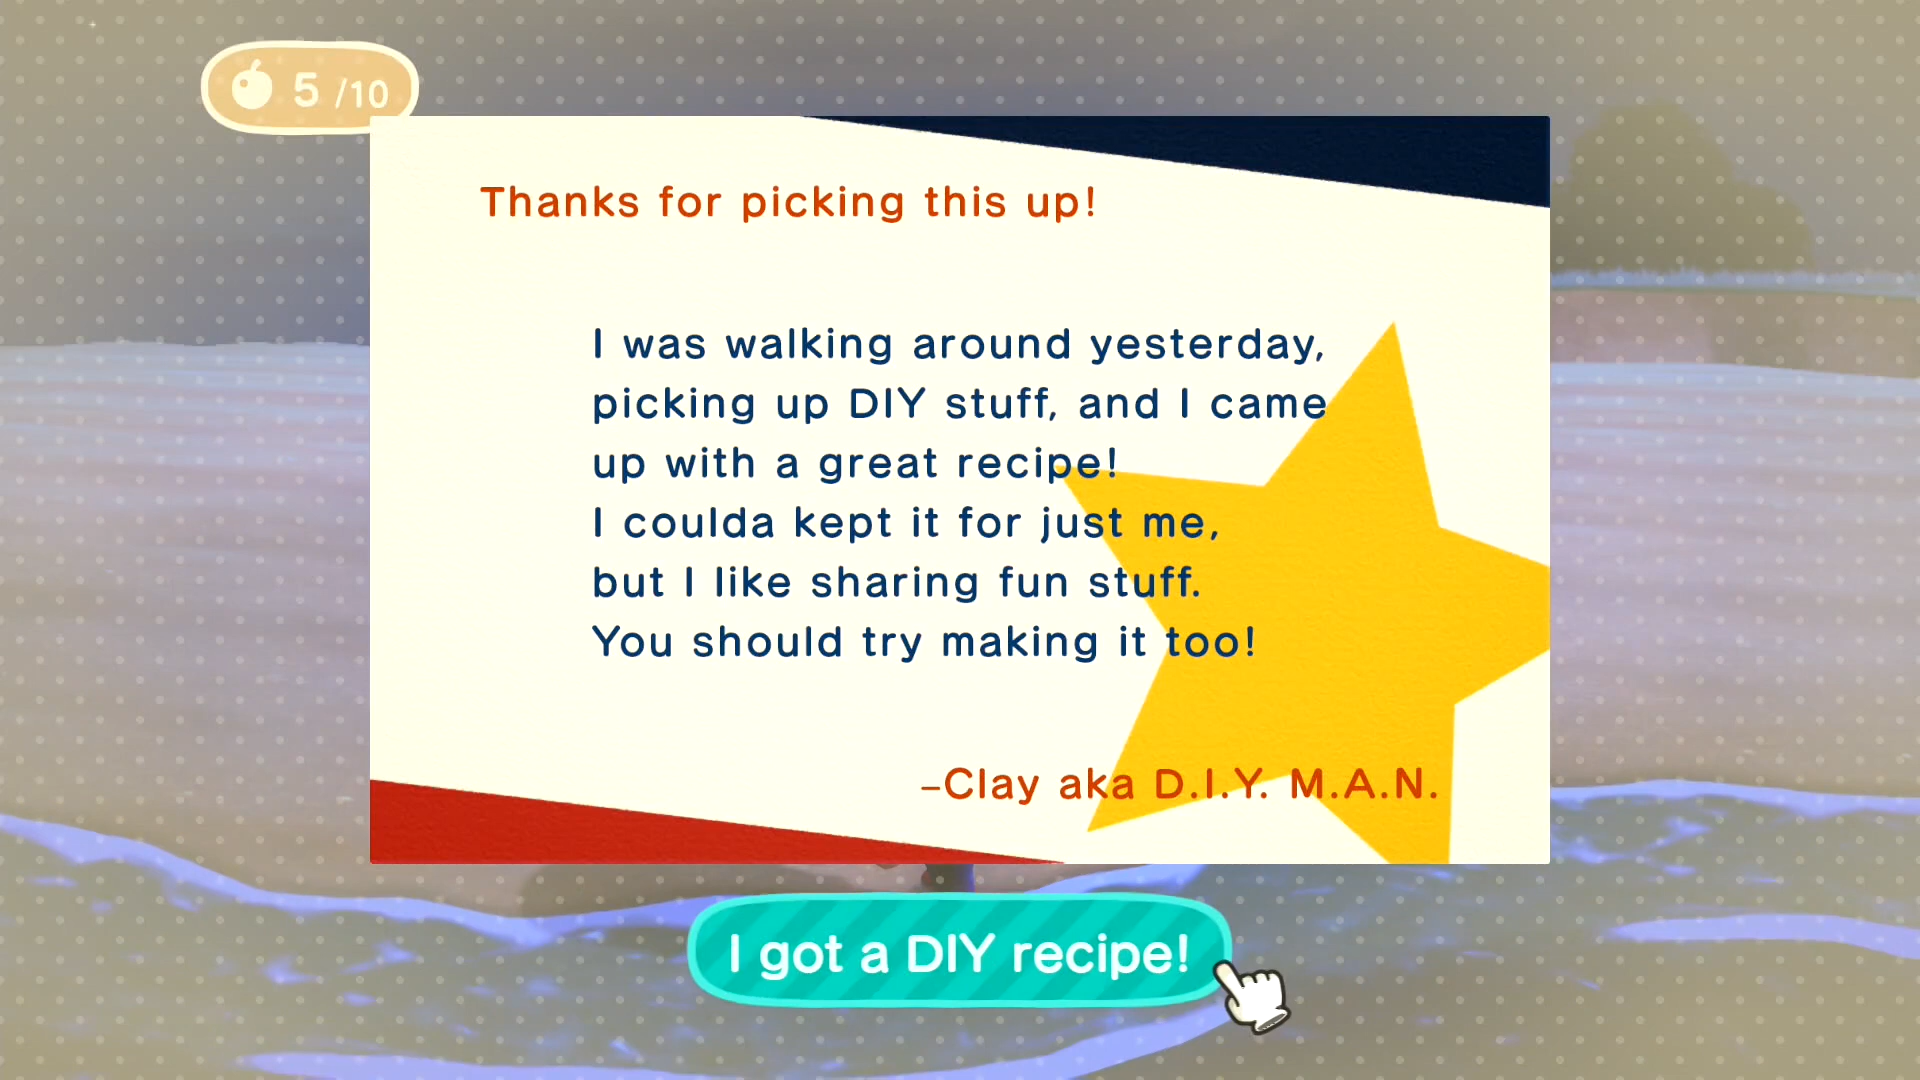 5 /10
Thanks for picking this up!
I was walking around yesterday,
picking up DIY stuff, and I came
up with a great recipe!
I coulda kept it for just me,
but I like sharing fun stuff.
You should try making it too!
–Clay aka D.I.Y. M.A.N.
I got a DIY recipe!